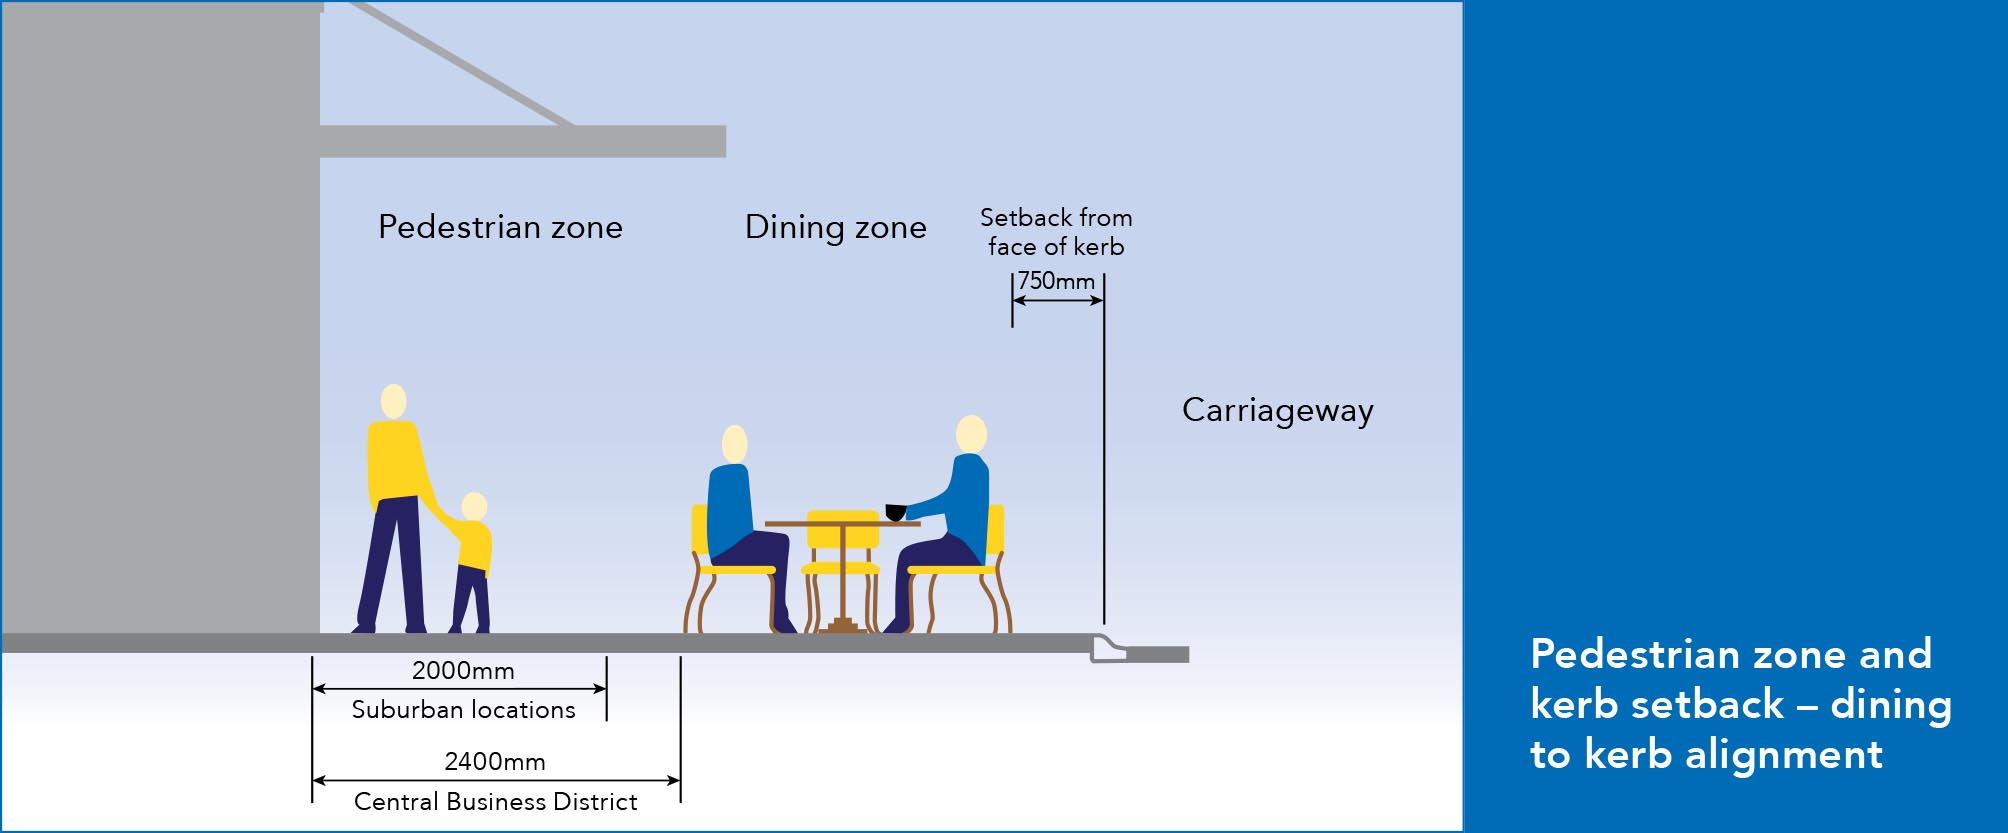 Pedestrian zone
Dining zone
Setback from
face of kerb
750mm
Carriageway
2000mm
Suburban locations
2400mm
Central Business District
Pedestrian zone and
kerb setback – dining
to kerb alignment